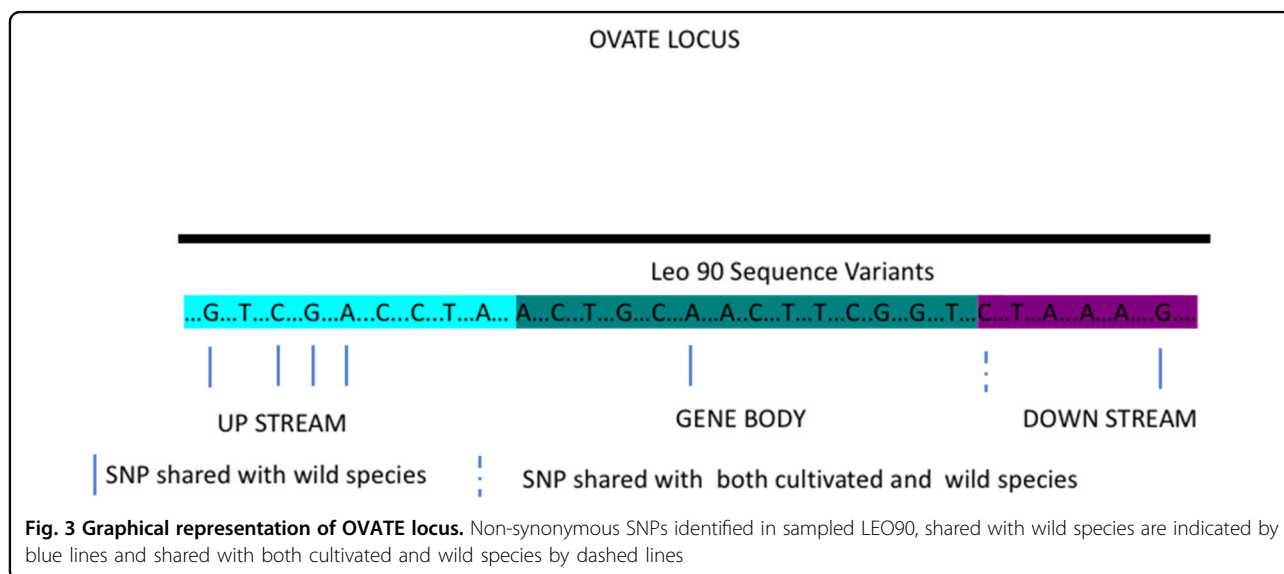 OVATE LOCUS
Leo 90 Sequence Variants
...G...T...C...G...A...C...C...T...A... A...C...T...G...C...A...A..C...T...T...C...G...G...T...C...T...A...A...A...G....
UP STREAM GENE BODY DOWN STREAM
SNP shared with wild species SNP shared with both cultivated and wild species
Fig. 3 Graphical representation of OVATE locus. Non-synonymous SNPs identified in sampled LEO90, shared with wild species are indicated by
blue lines and shared with both cultivated and wild species by dashed lines